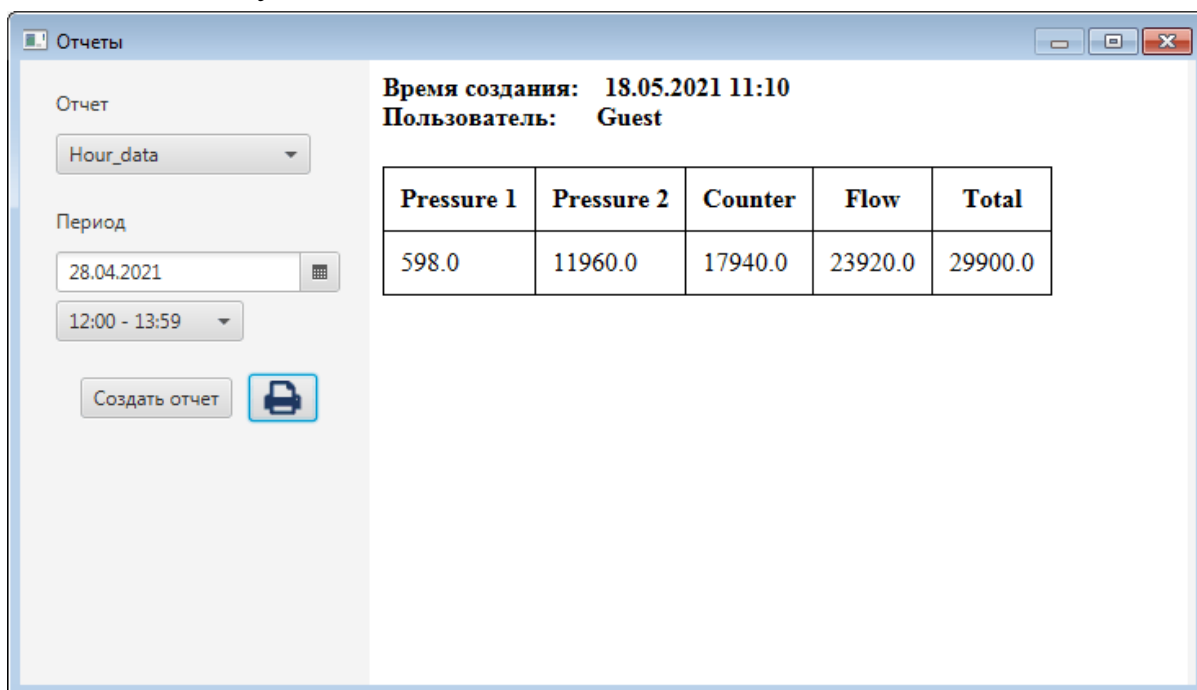 Отчеты
Отчет
Hour_data
Период
28.04.2021
12:00 - 13:59
Создать отчет
Время создания: 18.05.2021 11:10
Пользователь: Guest
Pressure 1 Pressure 2 Counter Flow Total
598.0 11960.0 17940.0 23920.0 29900.0